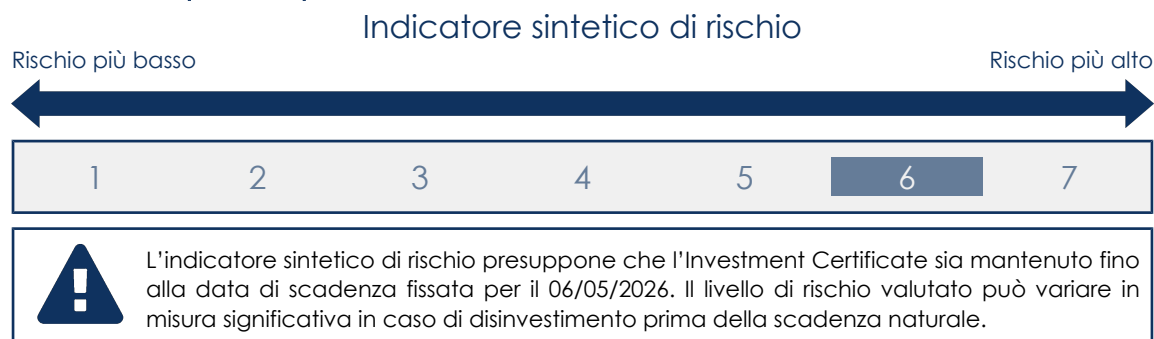 Indicatore sintetico di rischio
Rischio più basso
Rischio più alto
1 2 3 4 5 6 7
L'indicatore sintetico di rischio presuppone che l'Investment Certificate sia mantenuto fino
alla data di scadenza fissata per il 06/05/2026. Il livello di rischio valutato può variare in
misura significativa in caso di disinvestimento prima della scadenza naturale.